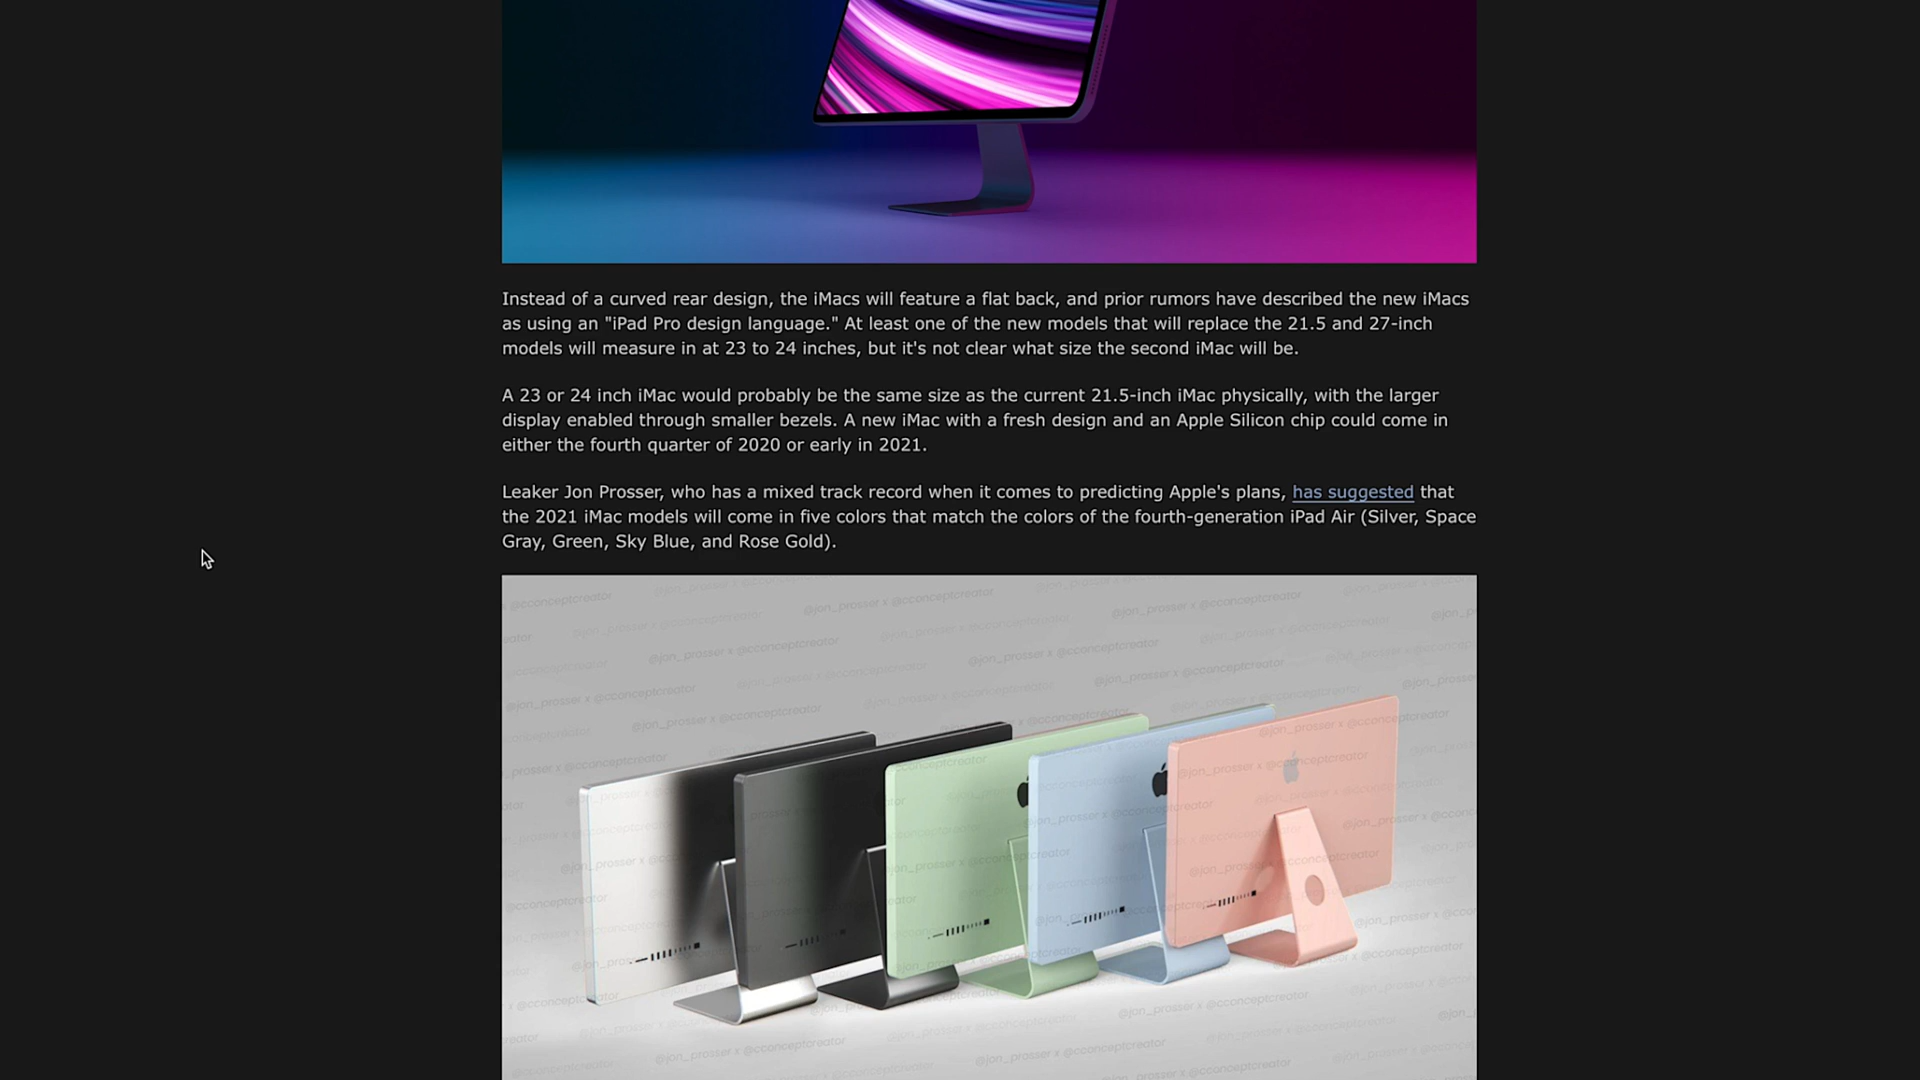 Instead of a curved rear design, the iMacs will feature a flat back, and prior rumors have described the new iMacs
as using an "iPad Pro design language." At least one of the new models that will replace the 21.5 and 27-inch
models will measure in at 23 to 24 inches, but it's not clear what size the second iMac will be.
A 23 or 24 inch iMac would probably be the same size as the current 21.5-inch iMac physically, with the larger
display enabled through smaller bezels. A new iMac with a fresh design and an Apple Silicon chip could come in
either the fourth quarter of 2020 or early in 2021.
Leaker Jon Prosser, who has a mixed track record when it comes to predicting Apple's plans, has suggested that
the 2021 iMac models will come in five colors that match the colors of the fourth-generation iPad Air (Silver, Space
Gray, Green, Sky Blue, and Rose Gold).
@jon_prosser x @cconceptcreator